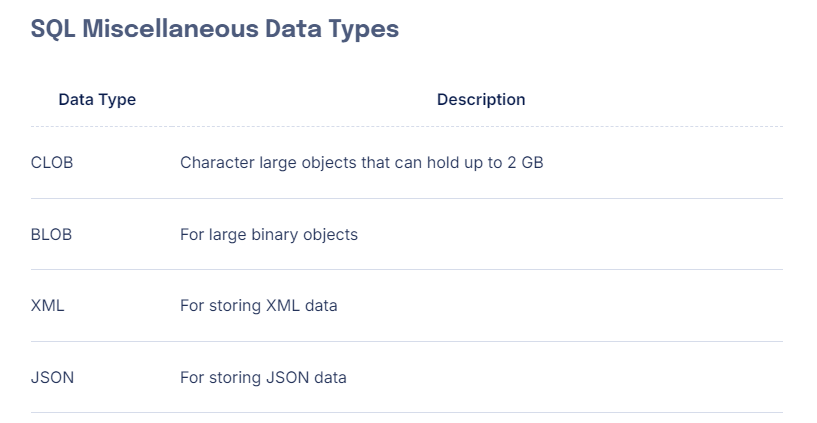 SQL Miscellaneous Data Types
Data Type Description
CLOB Character large objects that can hold up to 2 GB
BLOB For large binary objects
XML For storing XML data
JSON For storing JSON data